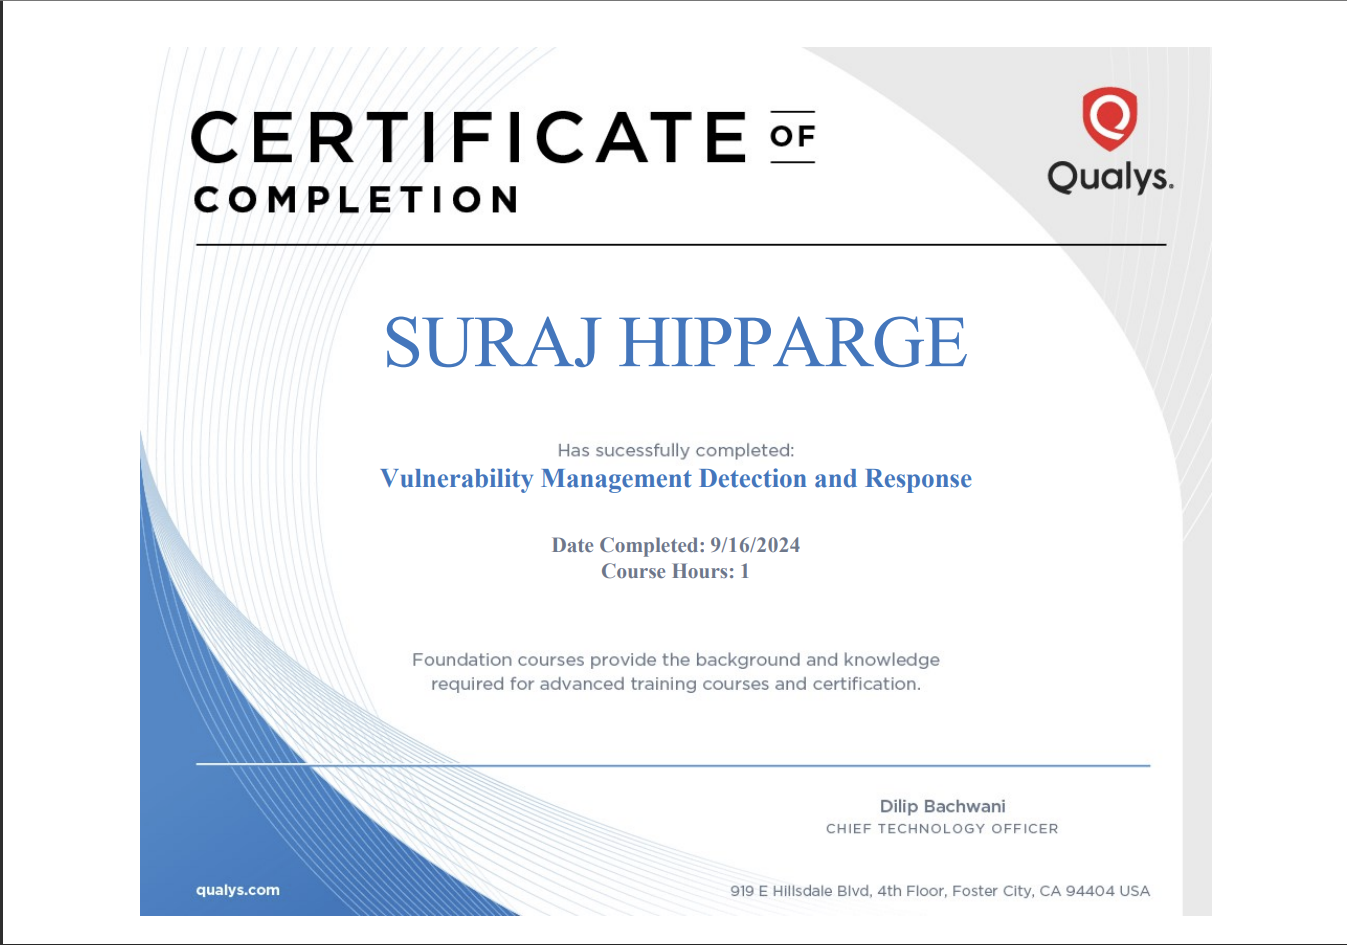 CERTIFICATE OF
COMPLETION
Qualys.
SURAJ HIPPARGE
Has sucessfully completed:
Vulnerability Management Detection and Response
Date Completed: 9/16/2024
Course Hours: 1
Foundation courses provide the background and knowledge
required for advanced training courses and certification.
Dilip Bachwani
CHIEF TECHNOLOGY OFFICER
qualys.com
919 E Hillsdale Blvd, 4th Floor, Foster City, CA 94404 USA